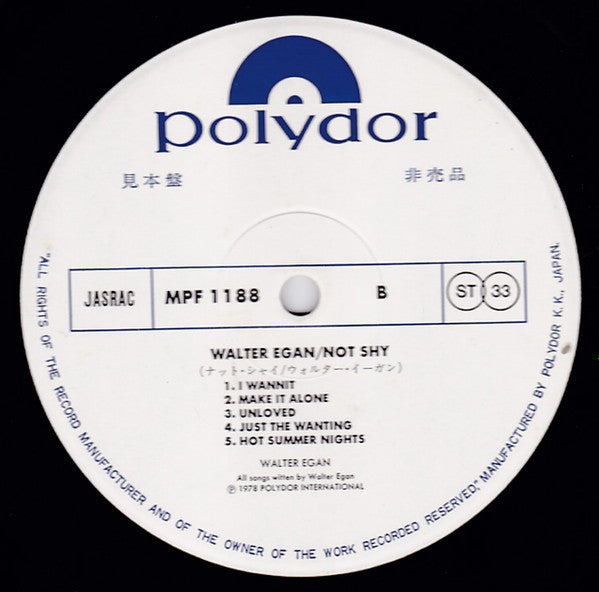 polydor
見本盤 非売品
JASRAC MPF 1188 B ST 33
WALTER EGAN/NOT SHY
(ナット・シャイ/ウォルター・イーガン)
1. I WANNIT
2. MAKE IT ALONE
3. UNLOVED
4. JUST THE WANTING
5. HOT SUMMER NIGHTS
WALTER EGAN
All songs written by Walter Egan
℗ 1978 POLYDOR INTERNATIONAL
"ALL RIGHTS OF THE RECORD MANUFACTURER AND OF THE OWNER OF THE WORK RECORDED RESERVED," MANUFACTURED BY POLYDOR K.K., JAPAN.